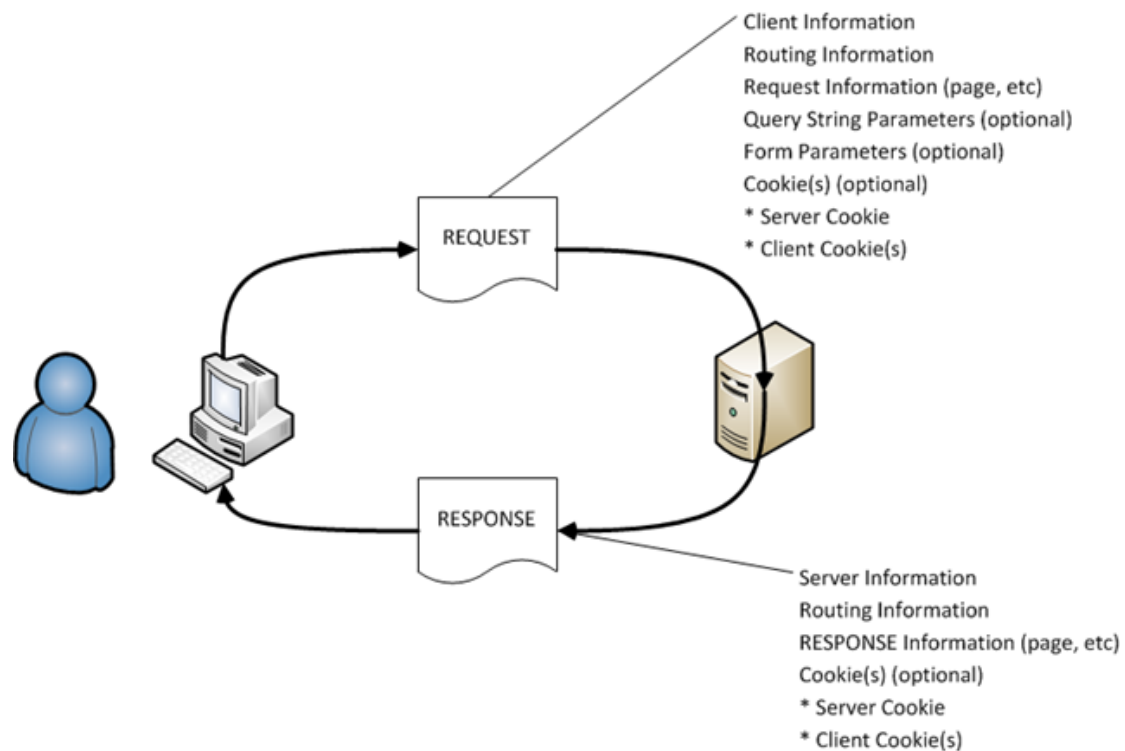 Client Information
Routing Information
Request Information (page, etc)
Query String Parameters (optional)
Form Parameters (optional)
Cookie(s) (optional)
* Server Cookie
* Client Cookie(s)
REQUEST
RESPONSE
Server Information
Routing Information
RESPONSE Information (page, etc)
Cookie(s) (optional)
* Server Cookie
* Client Cookie(s)